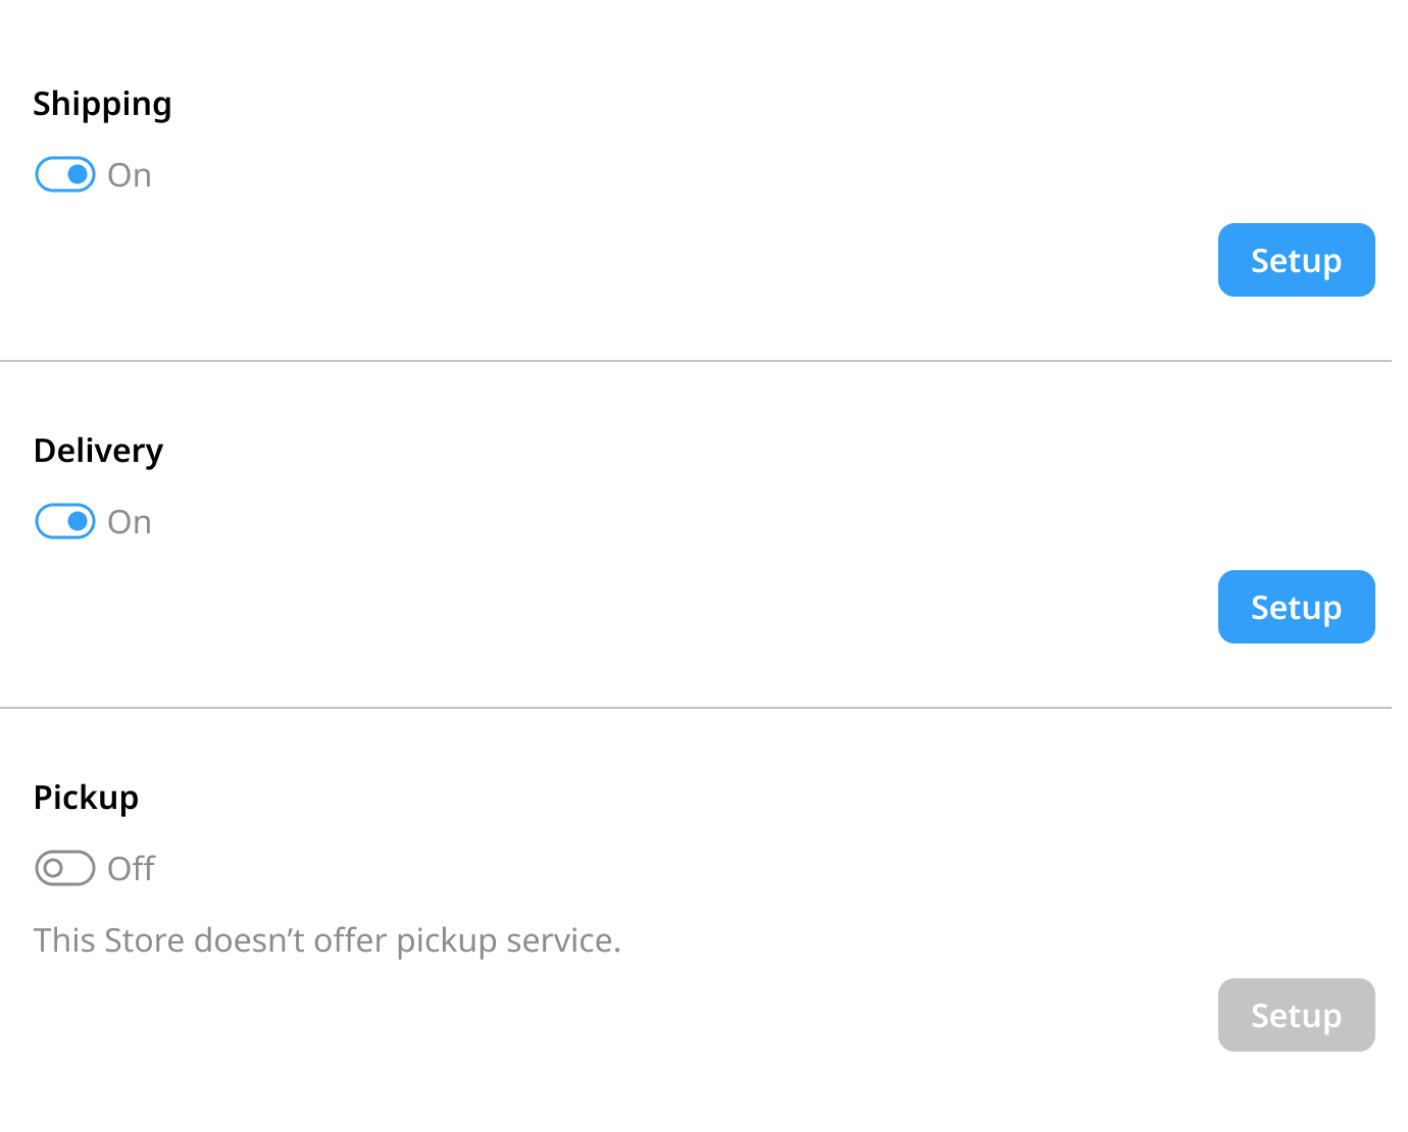 Shipping
On
Setup
Delivery
On
Setup
Pickup
Off
This Store doesn’t offer pickup service.
Setup